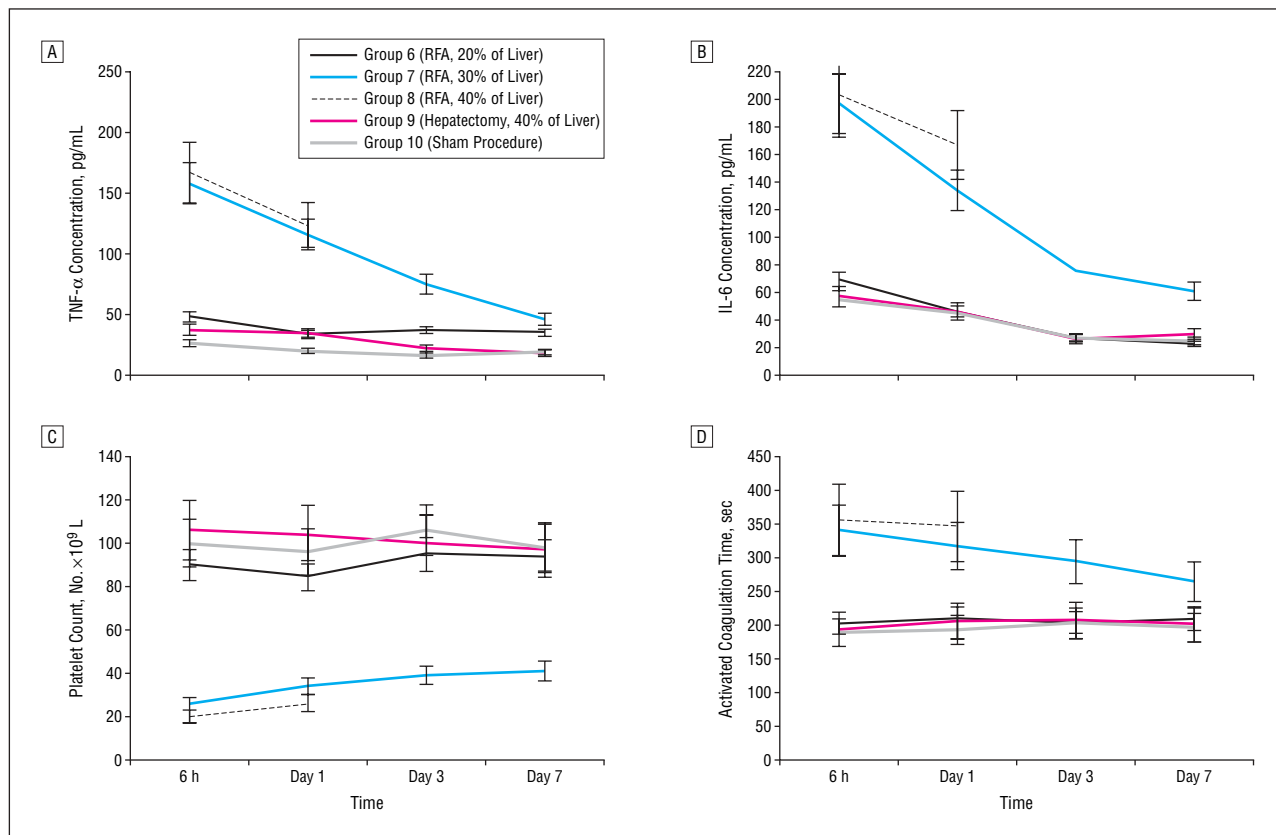 A
Group 6 (RFA, 20% of Liver)
Group 7 (RFA, 30% of Liver)
Group 8 (RFA, 40% of Liver)
Group 9 (Hepatectomy, 40% of Liver)
Group 10 (Sham Procedure)
TNF-α Concentration, pg/mL
250
200
150
100
50
0
B
IL-6 Concentration, pg/mL
220
200
180
160
140
120
100
80
60
40
20
0
C
Platelet Count, No. ×10⁹ L
140
120
100
80
60
40
20
0
6 h Day 1 Day 3 Day 7
Time
D
Activated Coagulation Time, sec
450
400
350
300
250
200
150
100
50
0
6 h Day 1 Day 3 Day 7
Time